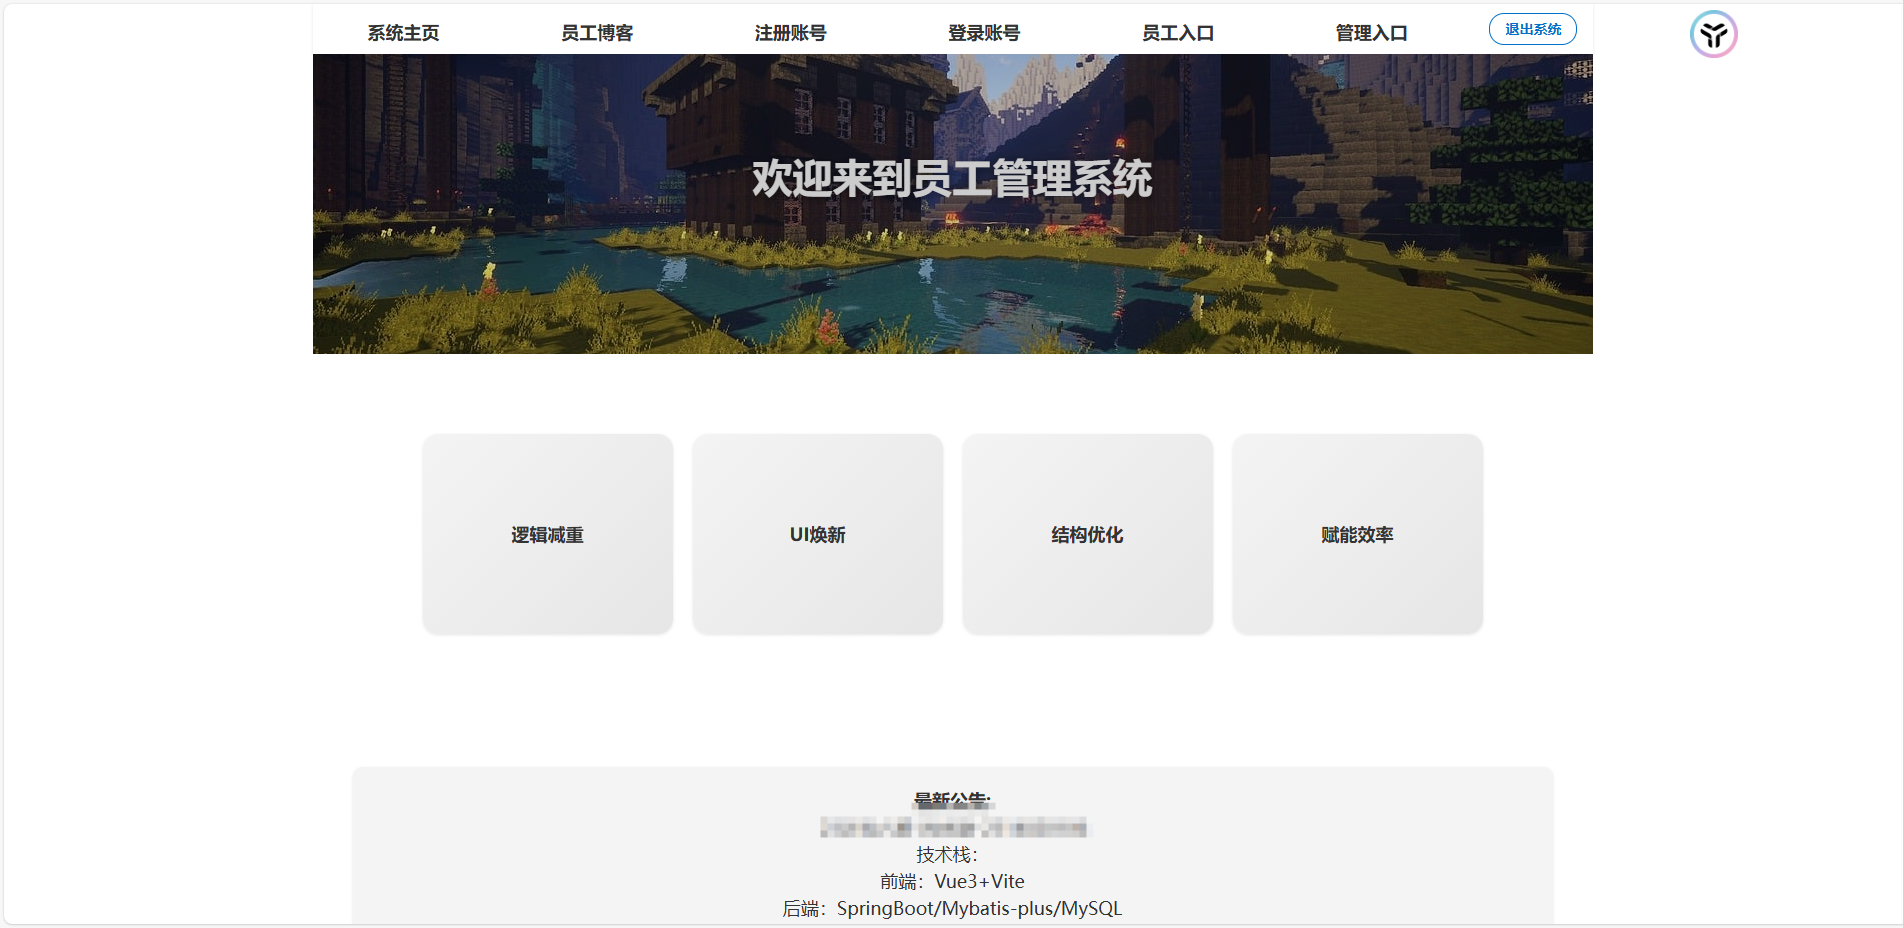 系统主页 员工博客 注册账号 登录账号 员工入口 管理入口 退出系统
欢迎来到员工管理系统
逻辑减重 UI焕新 结构优化 赋能效率
最新公告:
技术栈：
前端：Vue3+Vite
后端：SpringBoot/Mybatis-plus/MySQL